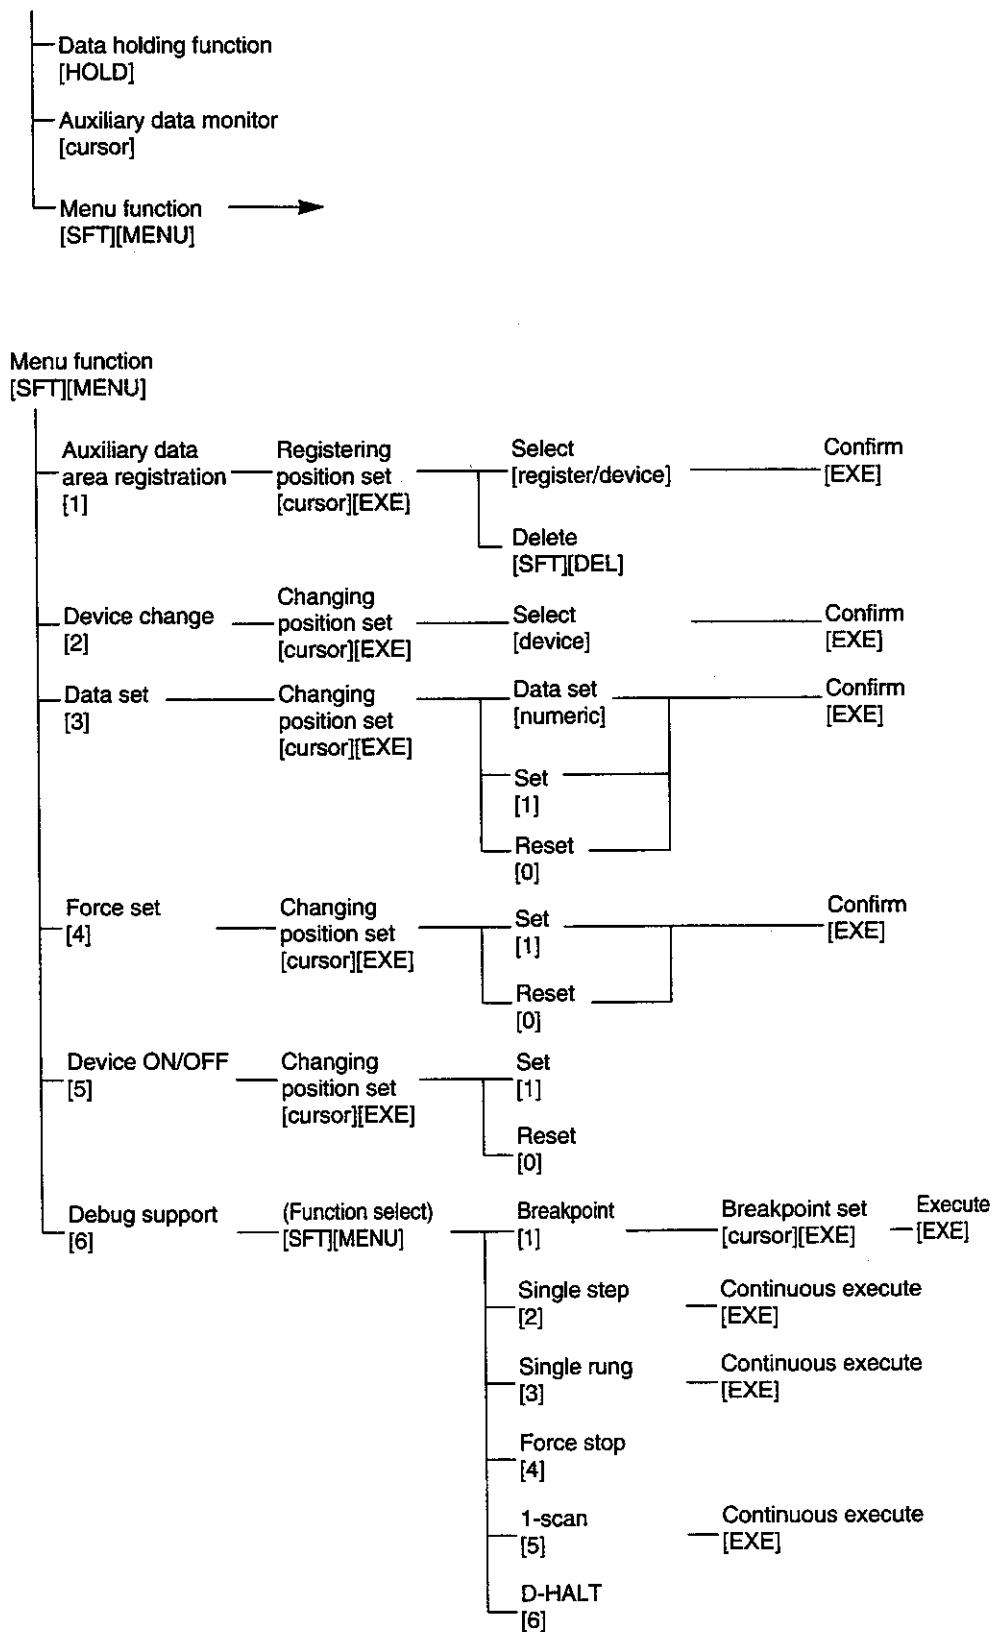 Data holding function
[HOLD]
Auxiliary data monitor
[cursor]
Menu function
[SFT][MENU]
Menu function
[SFT][MENU]
Auxiliary data
area registration
[1]
Registering
position set
[cursor][EXE]
Select
[register/device]
Confirm
[EXE]
Delete
[SFT][DEL]
Device change
[2]
Changing
position set
[cursor][EXE]
Select
[device]
Confirm
[EXE]
Data set
[3]
Changing
position set
[cursor][EXE]
Data set
[numeric]
Confirm
[EXE]
Set
[1]
Reset
[0]
Force set
[4]
Changing
position set
[cursor][EXE]
Set
[1]
Confirm
[EXE]
Reset
[0]
Device ON/OFF
[5]
Changing
position set
[cursor][EXE]
Set
[1]
Reset
[0]
Debug support
[6]
(Function select)
[SFT][MENU]
Breakpoint
[1]
Breakpoint set
[cursor][EXE]
Execute
[EXE]
Single step
[2]
Continuous execute
[EXE]
Single rung
[3]
Continuous execute
[EXE]
Force stop
[4]
1-scan
[5]
Continuous execute
[EXE]
D-HALT
[6]